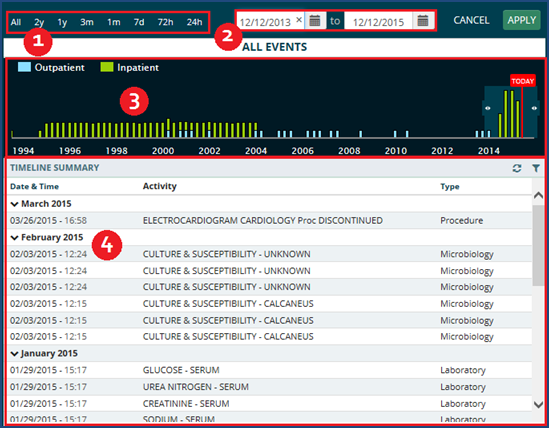 All 2y 1y 3m 1m 7d 72h 24h 12/12/2013 × to 12/12/2015 CANCEL APPLY
1 2
ALL EVENTS
Outpatient Inpatient
TODAY
3
1994 1996 1998 2000 2002 2004 2006 2008 2010 2012 2014
TIMELINE SUMMARY
Date & Time Activity Type
March 2015
03/26/2015 - 16:58 ELECTROCARDIOGRAM CARDIOLOGY Proc DISCONTINUED Procedure
February 2015
4
02/03/2015 - 12:24 CULTURE & SUSCEPTIBILITY - UNKNOWN Microbiology
02/03/2015 - 12:24 CULTURE & SUSCEPTIBILITY - UNKNOWN Microbiology
02/03/2015 - 12:24 CULTURE & SUSCEPTIBILITY - UNKNOWN Microbiology
02/03/2015 - 12:15 CULTURE & SUSCEPTIBILITY - CALCANEUS Microbiology
02/03/2015 - 12:15 CULTURE & SUSCEPTIBILITY - CALCANEUS Microbiology
02/03/2015 - 12:15 CULTURE & SUSCEPTIBILITY - CALCANEUS Microbiology
January 2015
01/29/2015 - 15:17 GLUCOSE - SERUM Laboratory
01/29/2015 - 15:17 UREA NITROGEN - SERUM Laboratory
01/29/2015 - 15:17 CREATININE - SERUM Laboratory
01/29/2015 - 15:17 SODIUM - SERUM Laboratory